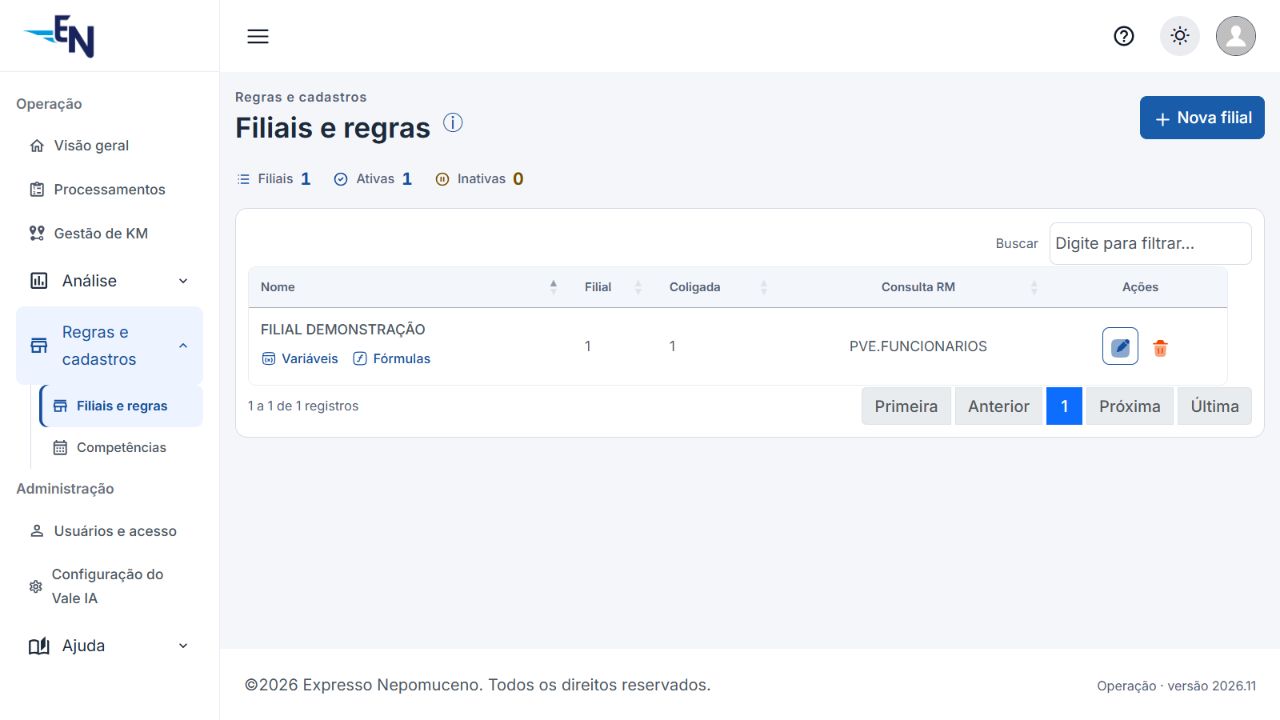 EN
Operação
Visão geral
Processamentos
Gestão de KM
Análise
Regras e
cadastros
Filiais e regras
Competências
Administração
Usuários e acesso
Configuração do
Vale IA
Ajuda
Regras e cadastros
Filiais e regras
+ Nova filial
Filiais 1 Ativas 1 Inativas 0
Buscar Digite para filtrar...
Nome Filial Coligada Consulta RM Ações
FILIAL DEMONSTRAÇÃO
Variáveis Fórmulas
1 1 PVE.FUNCIONARIOS
1 a 1 de 1 registros
Primeira Anterior 1 Próxima Última
©2026 Expresso Nepomuceno. Todos os direitos reservados.
Operação · versão 2026.11